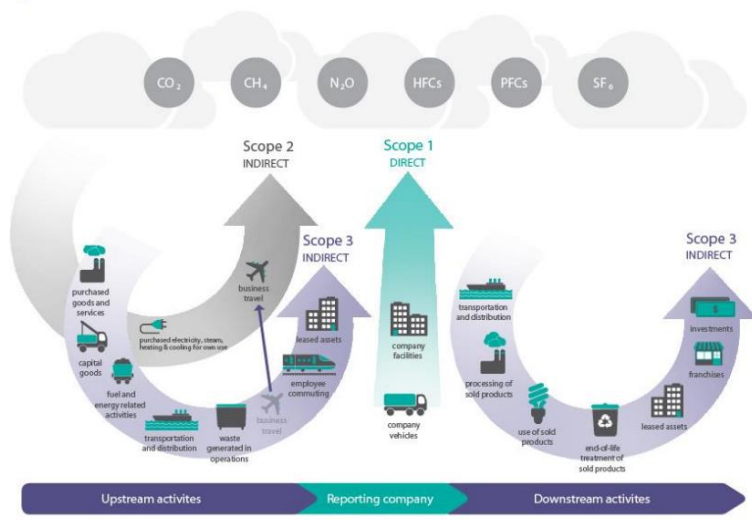 CO₂
CH₄
N₂O
HFCs
PFCs
SF₆
Scope 2
INDIRECT
Scope 1
DIRECT
Scope 3
INDIRECT
Scope 3
INDIRECT
purchased
goods and
services
capital
goods
fuel and
energy related
activities
transportation
and distribution
waste
generated in
operations
business
travel
employee
commuting
leased assets
business
travel
purchased electricity, steam,
heating & cooling for own use
company
facilities
company
vehicles
transportation
and distribution
processing of
sold products
use of sold
products
end-of-life
treatment of
sold products
leased assets
franchises
investments
$
Upstream activites
Reporting company
Downstream activites